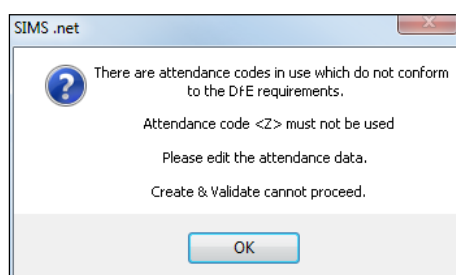 SIMS .net
There are attendance codes in use which do not conform
to the DfE requirements.
Attendance code <Z> must not be used
Please edit the attendance data.
Create & Validate cannot proceed.
OK